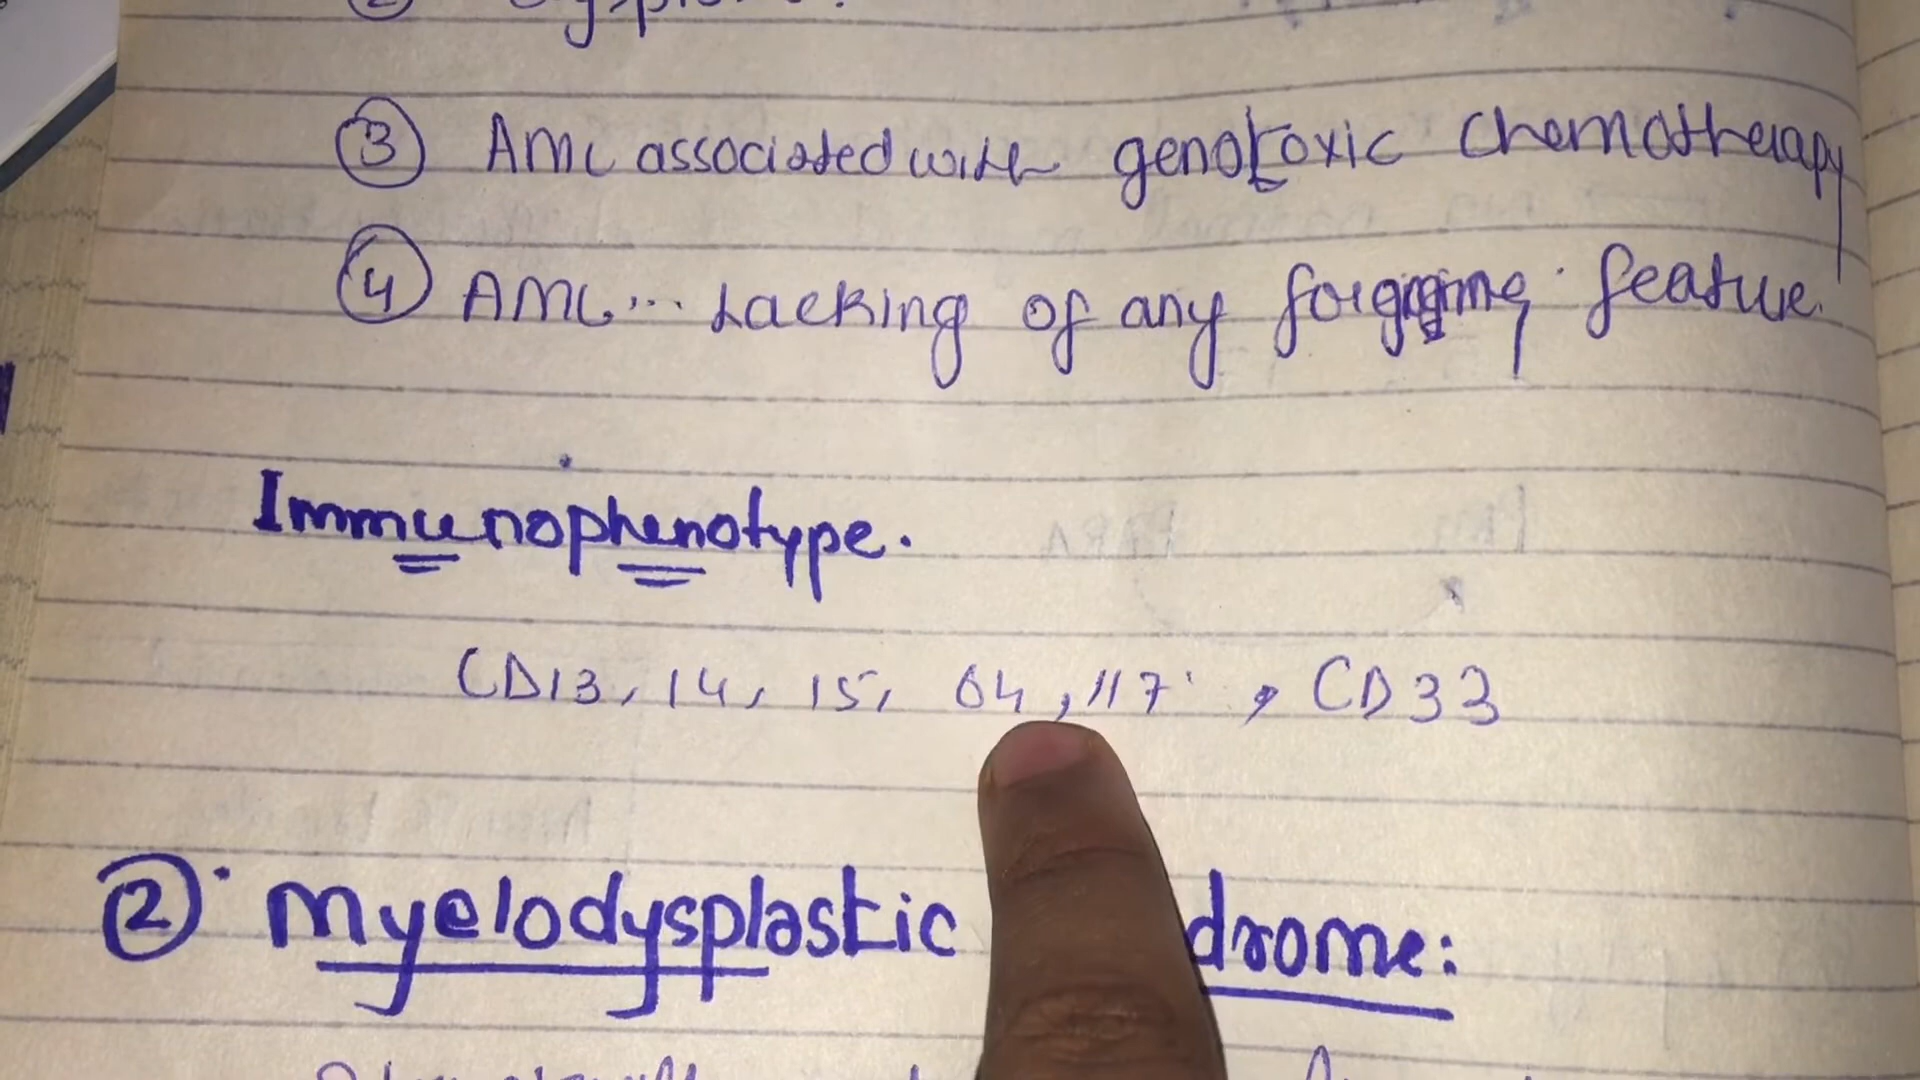 ③ AML associated with genotoxic chemotherapy
④ AML... Lacking of any feature.
Immunophenotype.
CD13, 14, 15, 64, 117, CD33
② Myelodysplastic drome: